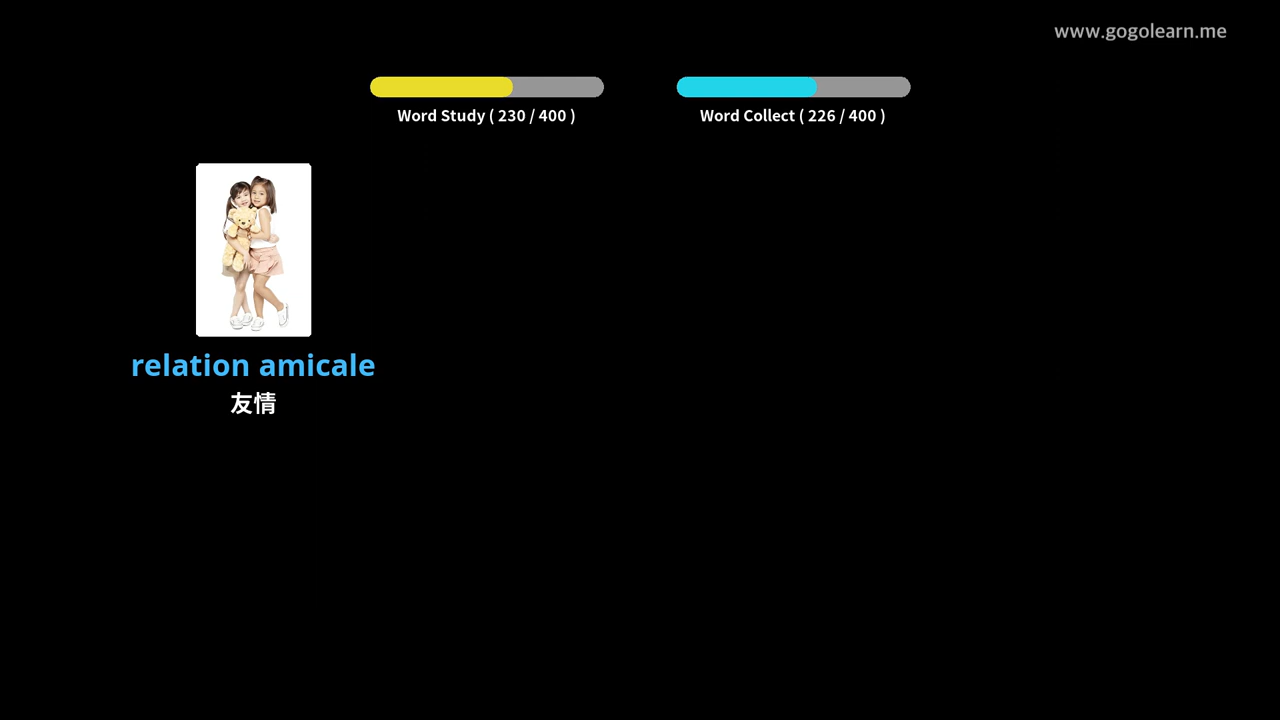 www.gogolearn.me
Word Study ( 230 / 400 )
Word Collect ( 226 / 400 )
relation amicale
友情